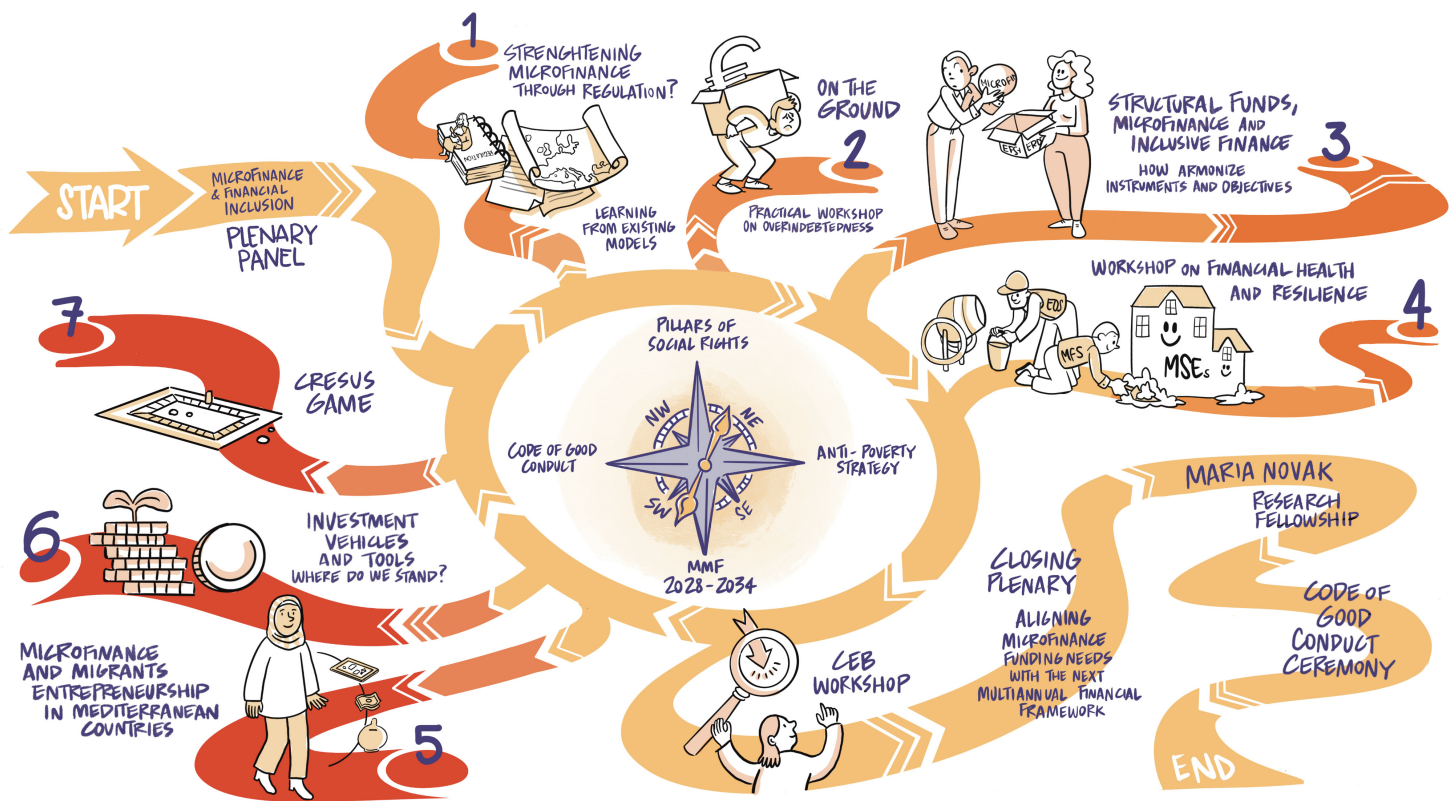 START
MICROFINANCE
& FINANCIAL
INCLUSION
PLENARY
PANEL
1
STRENGHTENING
MICROFINANCE
THROUGH REGULATION?
REGULATION
LEARNING
FROM EXISTING
MODELS
ON THE
GROUND
2
PRACTICAL WORKSHOP
ON OVERINDEBTEDNESS
MICROFI
STRUCTURAL FUNDS,
MICROFINANCE AND
INCLUSIVE FINANCE
3
HOW ARMONIZE
INSTRUMENTS AND OBJECTIVES
WORKSHOP ON FINANCIAL HEALTH
AND RESILIENCE
4
MFS
MSEs
PILLARS OF
SOCIAL RIGHTS
NW
NE
CODE OF GOOD
CONDUCT
ANTI-POVERTY
STRATEGY
SW
SE
MMF
2028-2034
7
CRESUS
GAME
6
INVESTMENT
VEHICLES
AND TOOLS
WHERE DO WE STAND?
MICROFINANCE
AND MIGRANTS
ENTREPRENEURSHIP
IN MEDITERRANEAN
COUNTRIES
5
CEB
WORKSHOP
CLOSING
PLENARY
ALIGNING
MICROFINANCE
FUNDING NEEDS
WITH THE NEXT
MULTIANNUAL FINANCIAL
FRAMEWORK
MARIA NOVAK
RESEARCH
FELLOWSHIP
CODE OF
GOOD
CONDUCT
CEREMONY
END